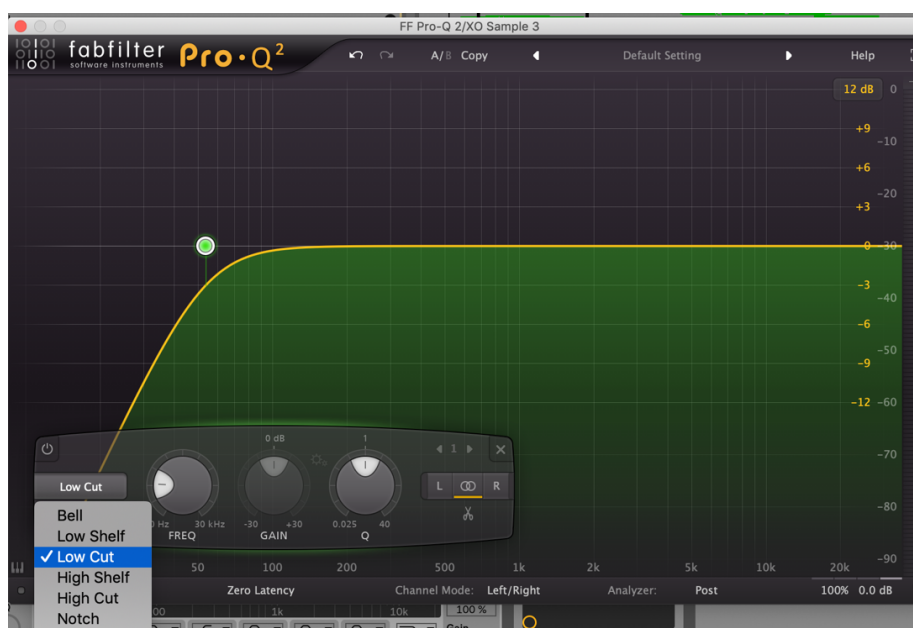 FF Pro-Q 2/XO Sample 3
fabfilter
software instruments
Pro·Q²
A/B Copy
Default Setting
Help
12 dB 0
+9
-10
+6
-20
+3
0 -30
-3
-40
-6
-50
-9
-12 -60
-70
-80
-90
0 dB
1
1
Low Cut
Hz 30 kHz
FREQ
-30 +30
GAIN
0.025 40
Q
L R
Bell
Low Shelf
✓ Low Cut
High Shelf
High Cut
Notch
50 100 200 500 1k 2k 5k 10k 20k
Zero Latency
Channel Mode: Left/Right
Analyzer: Post
100% 0.0 dB
1k 10k
100 %